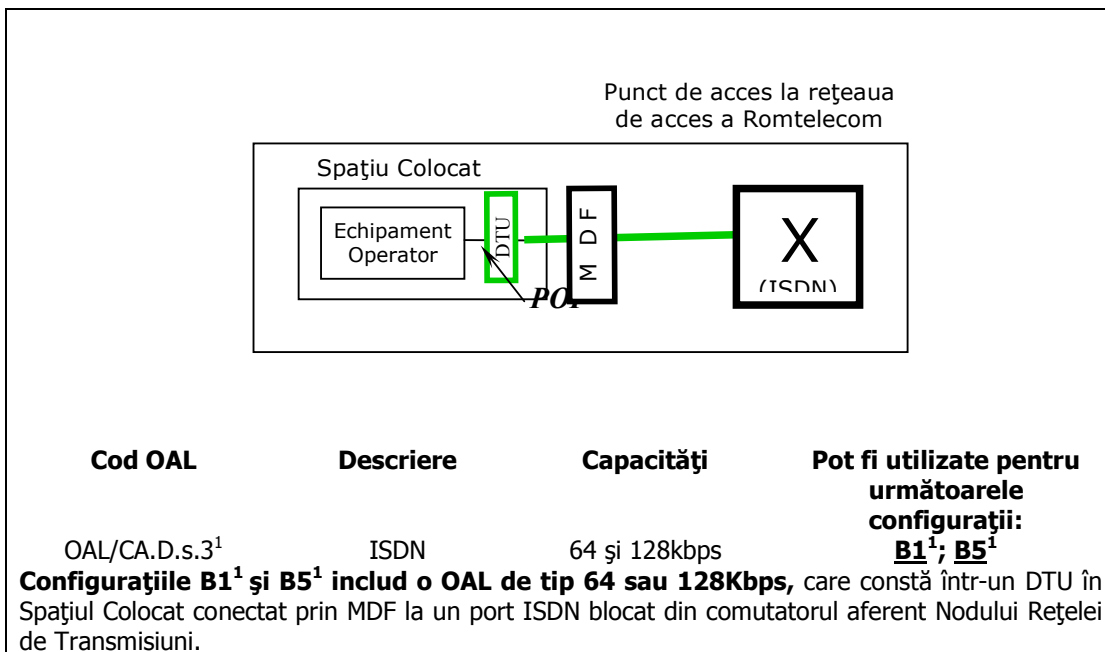 Punct de acces la reţeaua
de acces a Romtelecom
Spaţiu Colocat
Echipament
Operator
DTU
MDF
X
(ISDN)
Cod OAL Descriere Capacităţi Pot fi utilizate pentru
următoarele
configuraţii:
OAL/CA.D.s.3¹ ISDN 64 şi 128kbps B1¹; B5¹
Configuraţiile B1¹ şi B5¹ includ o OAL de tip 64 sau 128Kbps, care constă într-un DTU în
Spaţiul Colocat conectat prin MDF la un port ISDN blocat din comutatorul aferent Nodului Reţelei
de Transmisiuni.